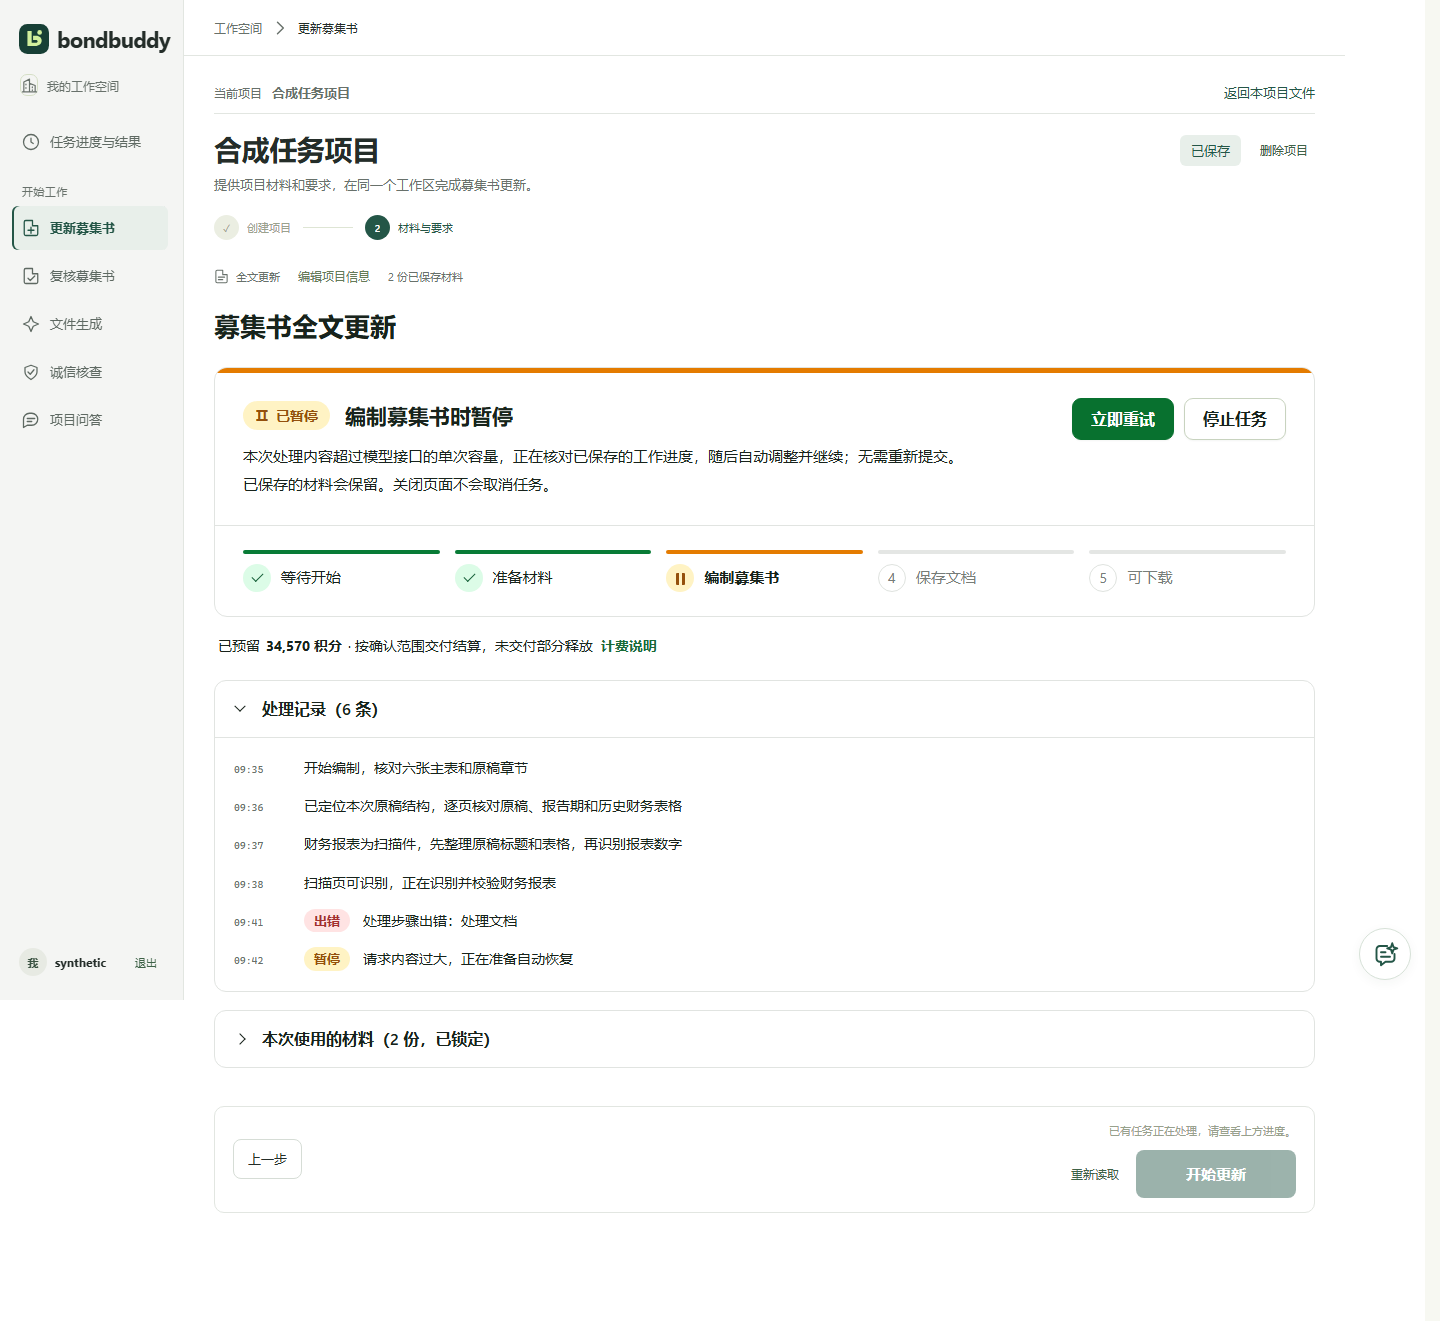 bondbuddy
我的工作空间
任务进度与结果
开始工作
更新募集书
复核募集书
文件生成
诚信核查
项目问答
我 synthetic 退出
工作空间 更新募集书
当前项目 合成任务项目 返回本项目文件
合成任务项目 已保存 删除项目
提供项目材料和要求，在同一个工作区完成募集书更新。
✓ 创建项目 2 材料与要求
全文更新 编辑项目信息 2 份已保存材料
募集书全文更新
已暂停 编制募集书时暂停 立即重试 停止任务
本次处理内容超过模型接口的单次容量，正在核对已保存的工作进度，随后自动调整并继续；无需重新提交。
已保存的材料会保留。关闭页面不会取消任务。
等待开始 准备材料 编制募集书 4 保存文档 5 可下载
已预留 34,570 积分 · 按确认范围交付结算，未交付部分释放 计费说明
处理记录（6 条）
09:35 开始编制，核对六张主表和原稿章节
09:36 已定位本次原稿结构，逐页核对原稿、报告期和历史财务表格
09:37 财务报表为扫描件，先整理原稿标题和表格，再识别报表数字
09:38 扫描页可识别，正在识别并校验财务报表
09:41 出错 处理步骤出错：处理文档
09:42 暂停 请求内容过大，正在准备自动恢复
本次使用的材料（2 份，已锁定）
已有任务正在处理，请查看上方进度。
上一步 重新读取 开始更新